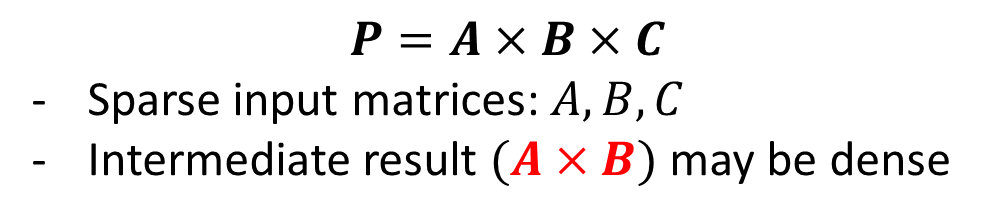 P = A × B × C
- Sparse input matrices: A, B, C
- Intermediate result (A × B) may be dense